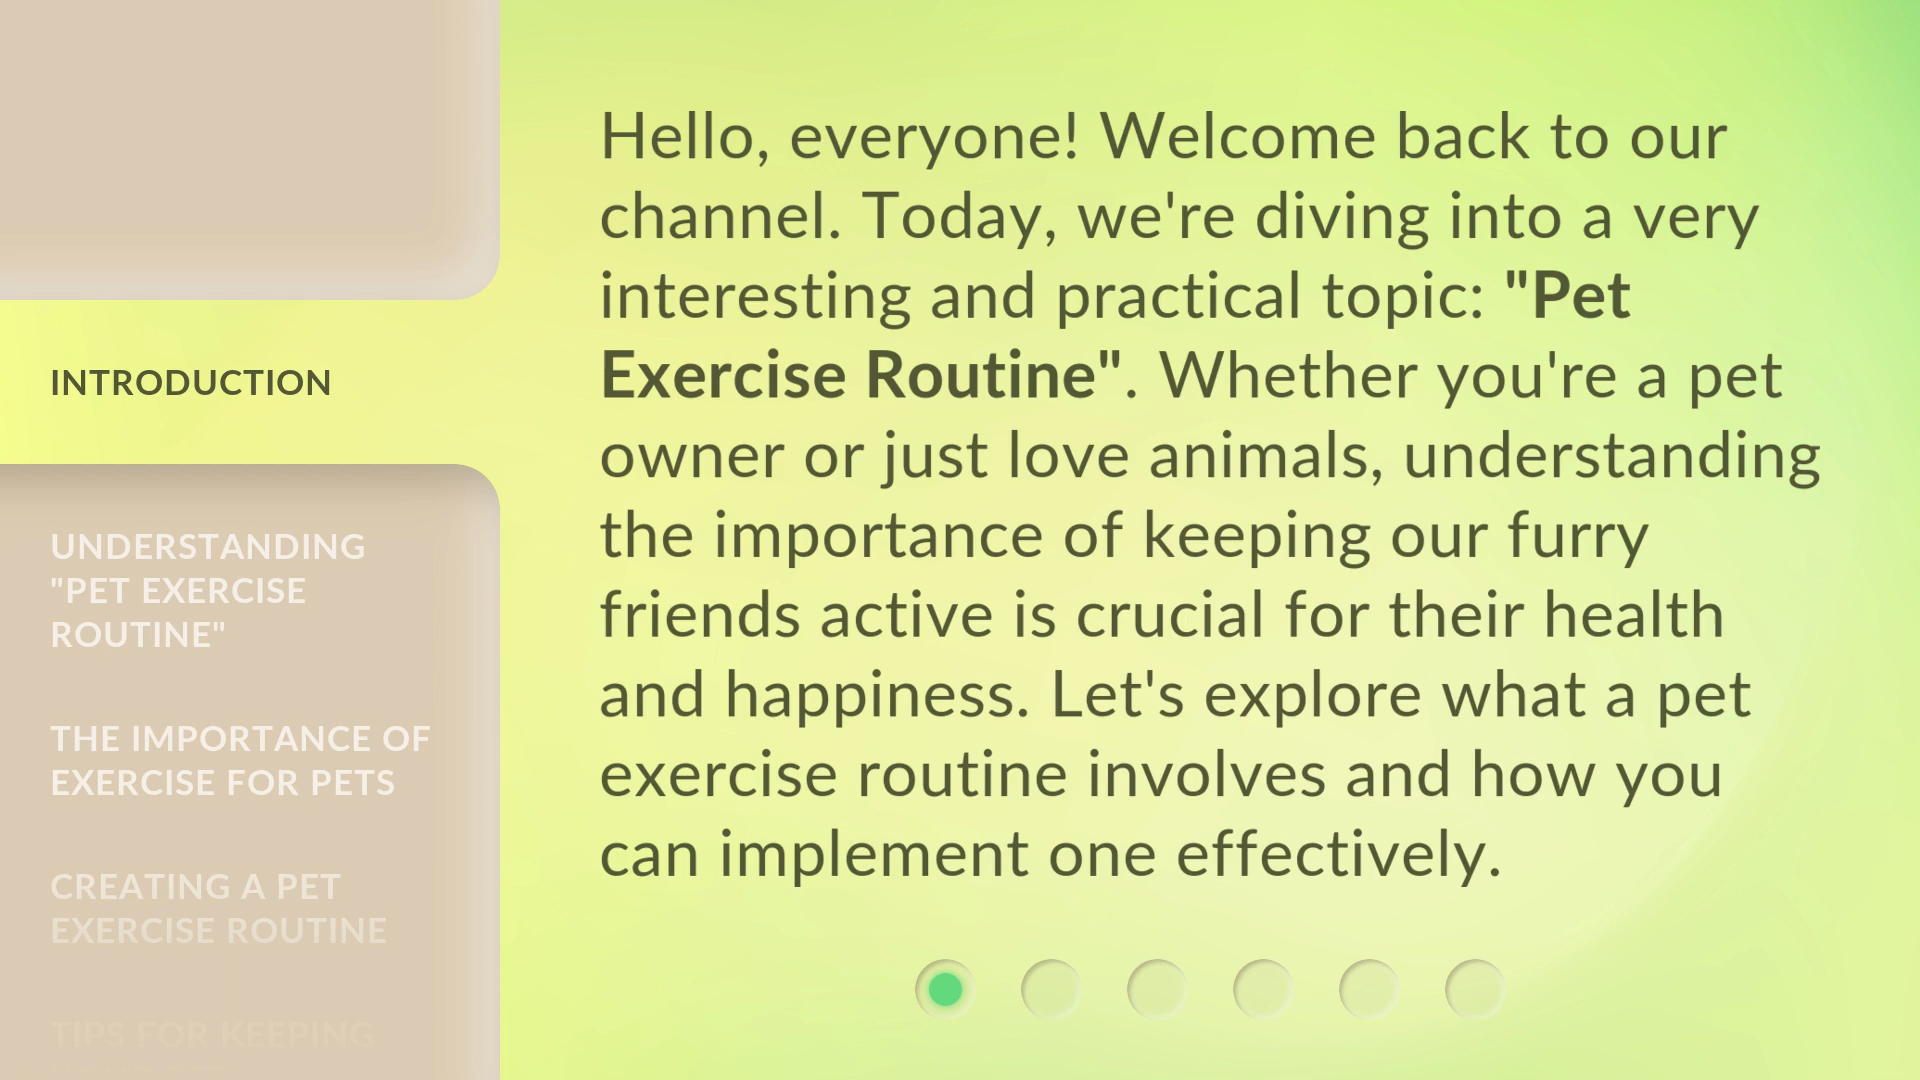 INTRODUCTION
UNDERSTANDING
"PET EXERCISE
ROUTINE"
THE IMPORTANCE OF
EXERCISE FOR PETS
CREATING A PET
EXERCISE ROUTINE
TIPS FOR KEEPING
Hello, everyone! Welcome back to our
channel. Today, we're diving into a very
interesting and practical topic: "Pet
Exercise Routine". Whether you're a pet
owner or just love animals, understanding
the importance of keeping our furry
friends active is crucial for their health
and happiness. Let's explore what a pet
exercise routine involves and how you
can implement one effectively.